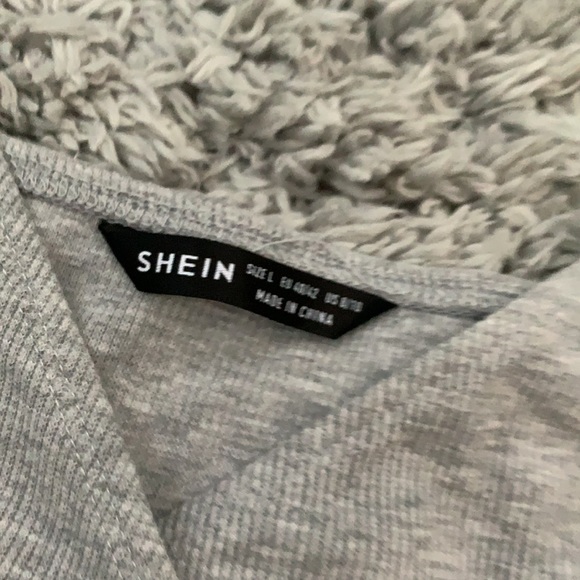 SHEIN
SIZE L EU 40/42 US 8/10
MADE IN CHINA